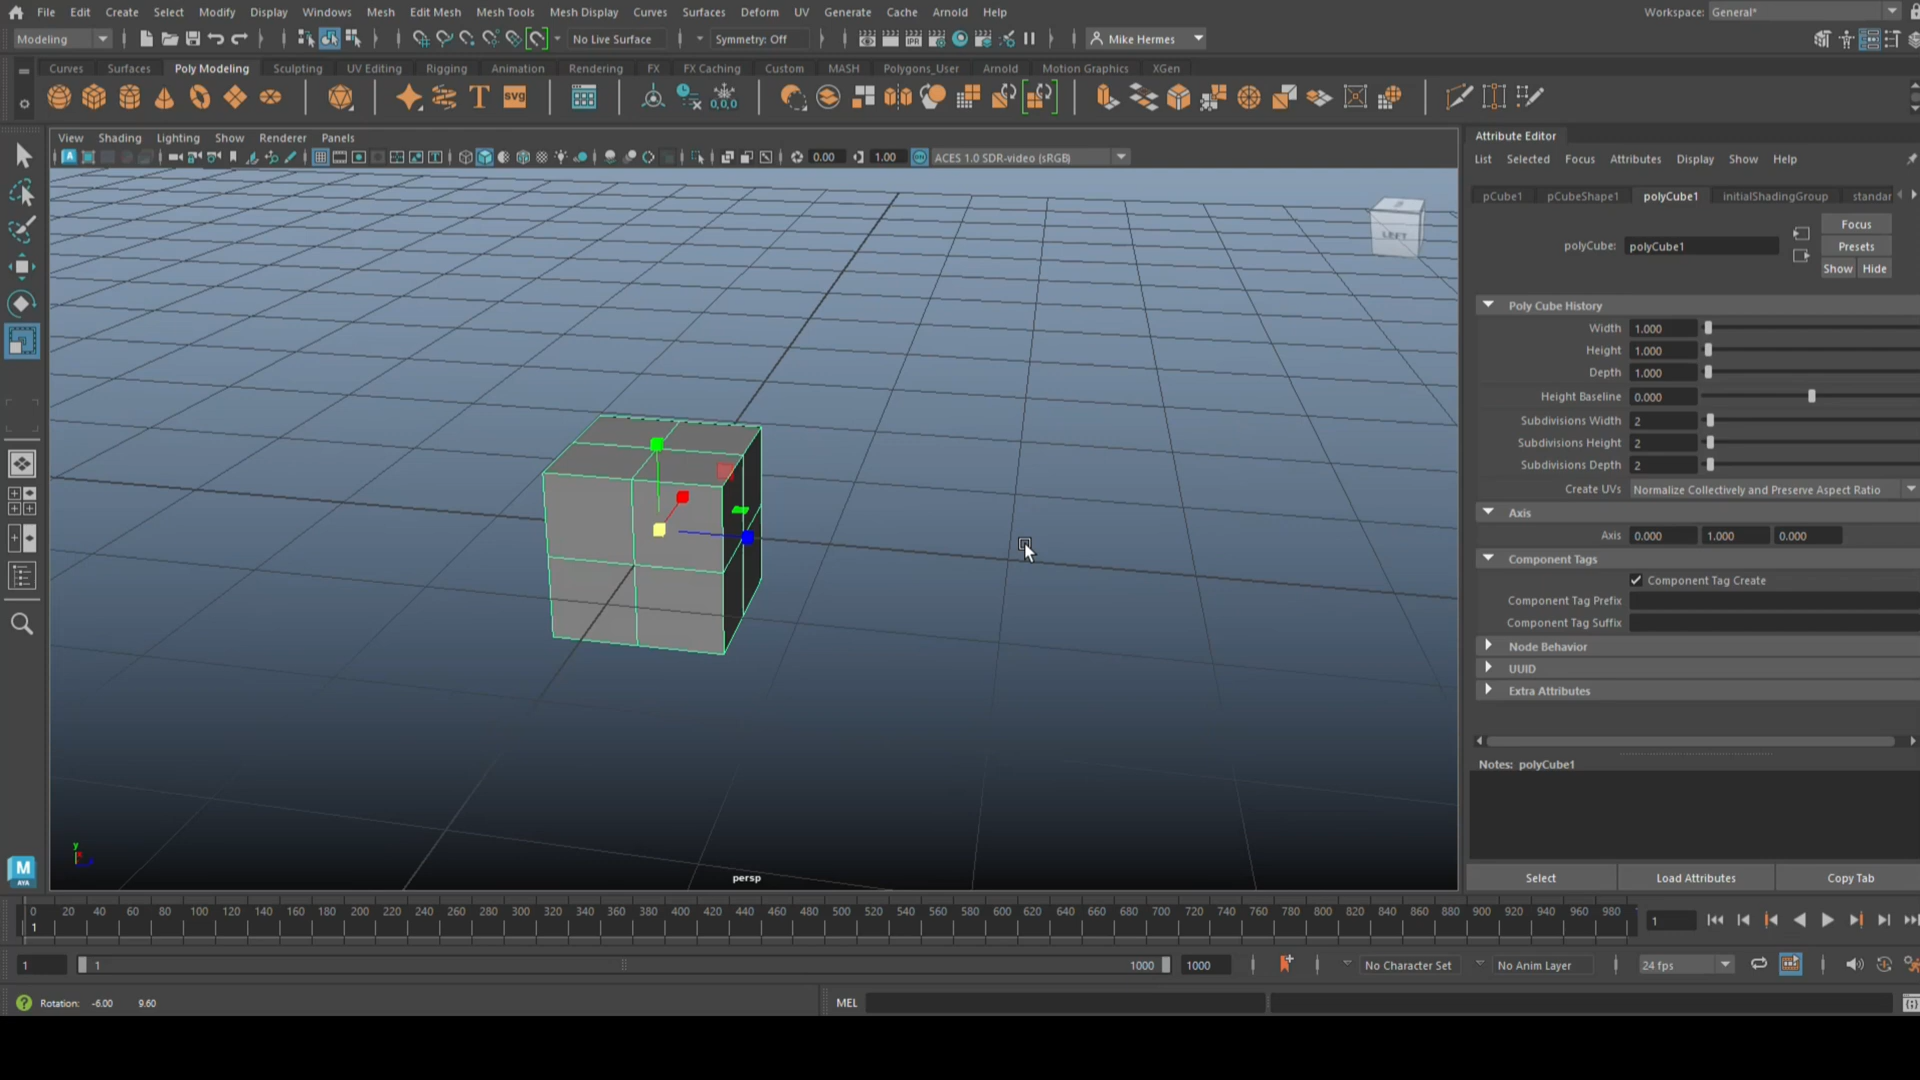 File Edit Create Select Modify Display Windows Mesh Edit Mesh Mesh Tools Mesh Display Curves Surfaces Deform UV Generate Cache Arnold Help Workspace: General*
Modeling No Live Surface Symmetry: Off Mike Hermes
Curves Surfaces Poly Modeling Sculpting UV Editing Rigging Animation Rendering FX FX Caching Custom MASH Polygons_User Arnold Motion Graphics XGen
T SVG 0,0,0
View Shading Lighting Show Renderer Panels
0.00 1.00 ACES 1.0 SDR-video (sRGB)
LEFT
persp
Attribute Editor
List Selected Focus Attributes Display Show Help
pCube1 pCubeShape1 polyCube1 initialShadingGroup standar
Focus
polyCube: polyCube1 Presets
Show Hide
Poly Cube History
Width 1.000
Height 1.000
Depth 1.000
Height Baseline 0.000
Subdivisions Width 2
Subdivisions Height 2
Subdivisions Depth 2
Create UVs Normalize Collectively and Preserve Aspect Ratio
Axis
Axis 0.000 1.000 0.000
Component Tags
Component Tag Create
Component Tag Prefix
Component Tag Suffix
Node Behavior
UUID
Extra Attributes
Notes: polyCube1
Select Load Attributes Copy Tab
M
AYA
y
0 20 40 60 80 100 120 140 160 180 200 220 240 260 280 300 320 340 360 380 400 420 440 460 480 500 520 540 560 580 600 620 640 660 680 700 720 740 760 780 800 820 840 860 880 900 920 940 960 980
1 1
1 1 1000 1000 No Character Set No Anim Layer 24 fps
Rotation: -6.00 9.60 MEL